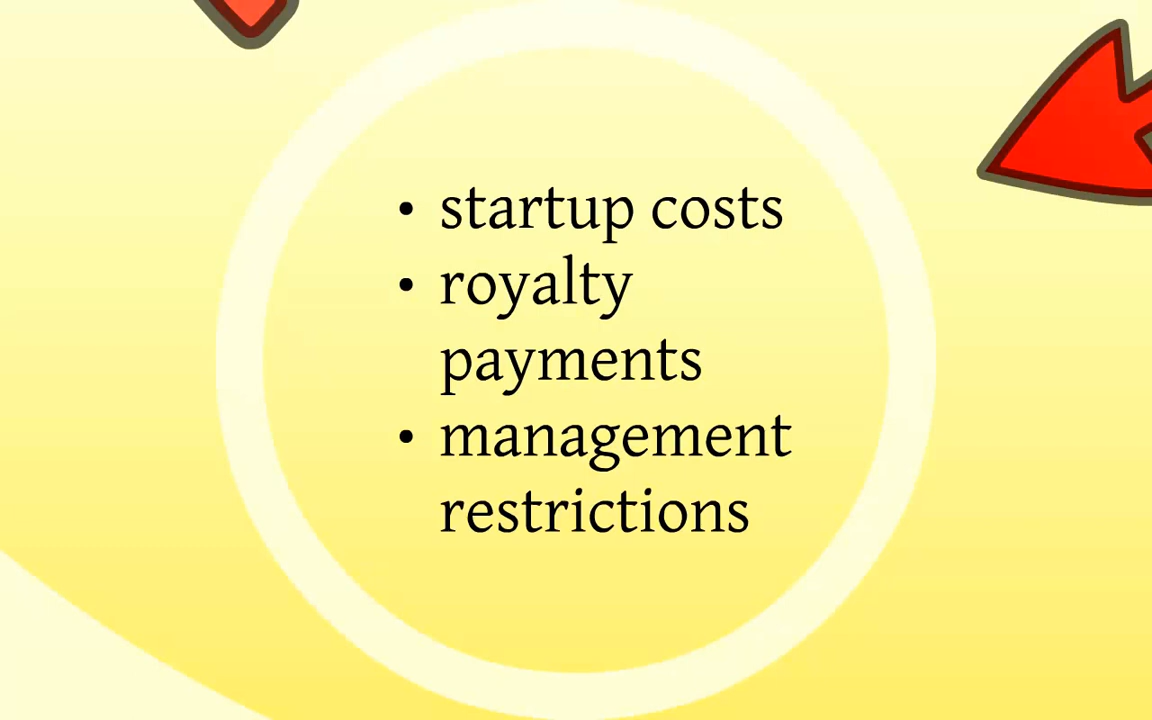 • startup costs
• royalty
payments
• management
restrictions